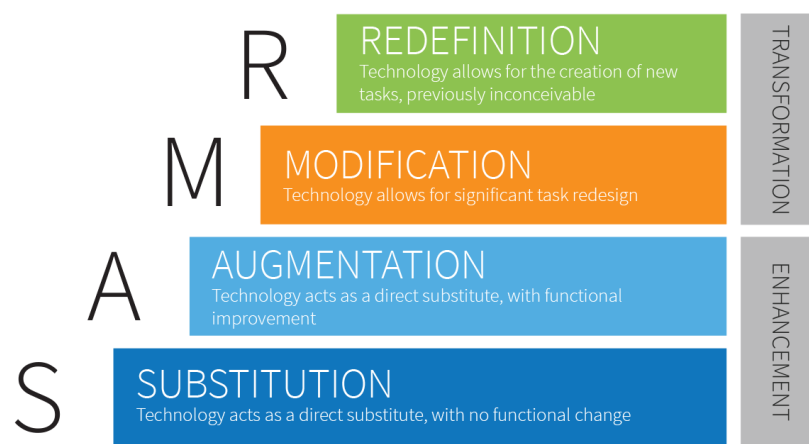 R
REDEFINITION
Technology allows for the creation of new
tasks, previously inconceivable
TRANSFORMATION
M
MODIFICATION
Technology allows for significant task redesign
A
AUGMENTATION
Technology acts as a direct substitute, with functional
improvement
ENHANCEMENT
S
SUBSTITUTION
Technology acts as a direct substitute, with no functional change